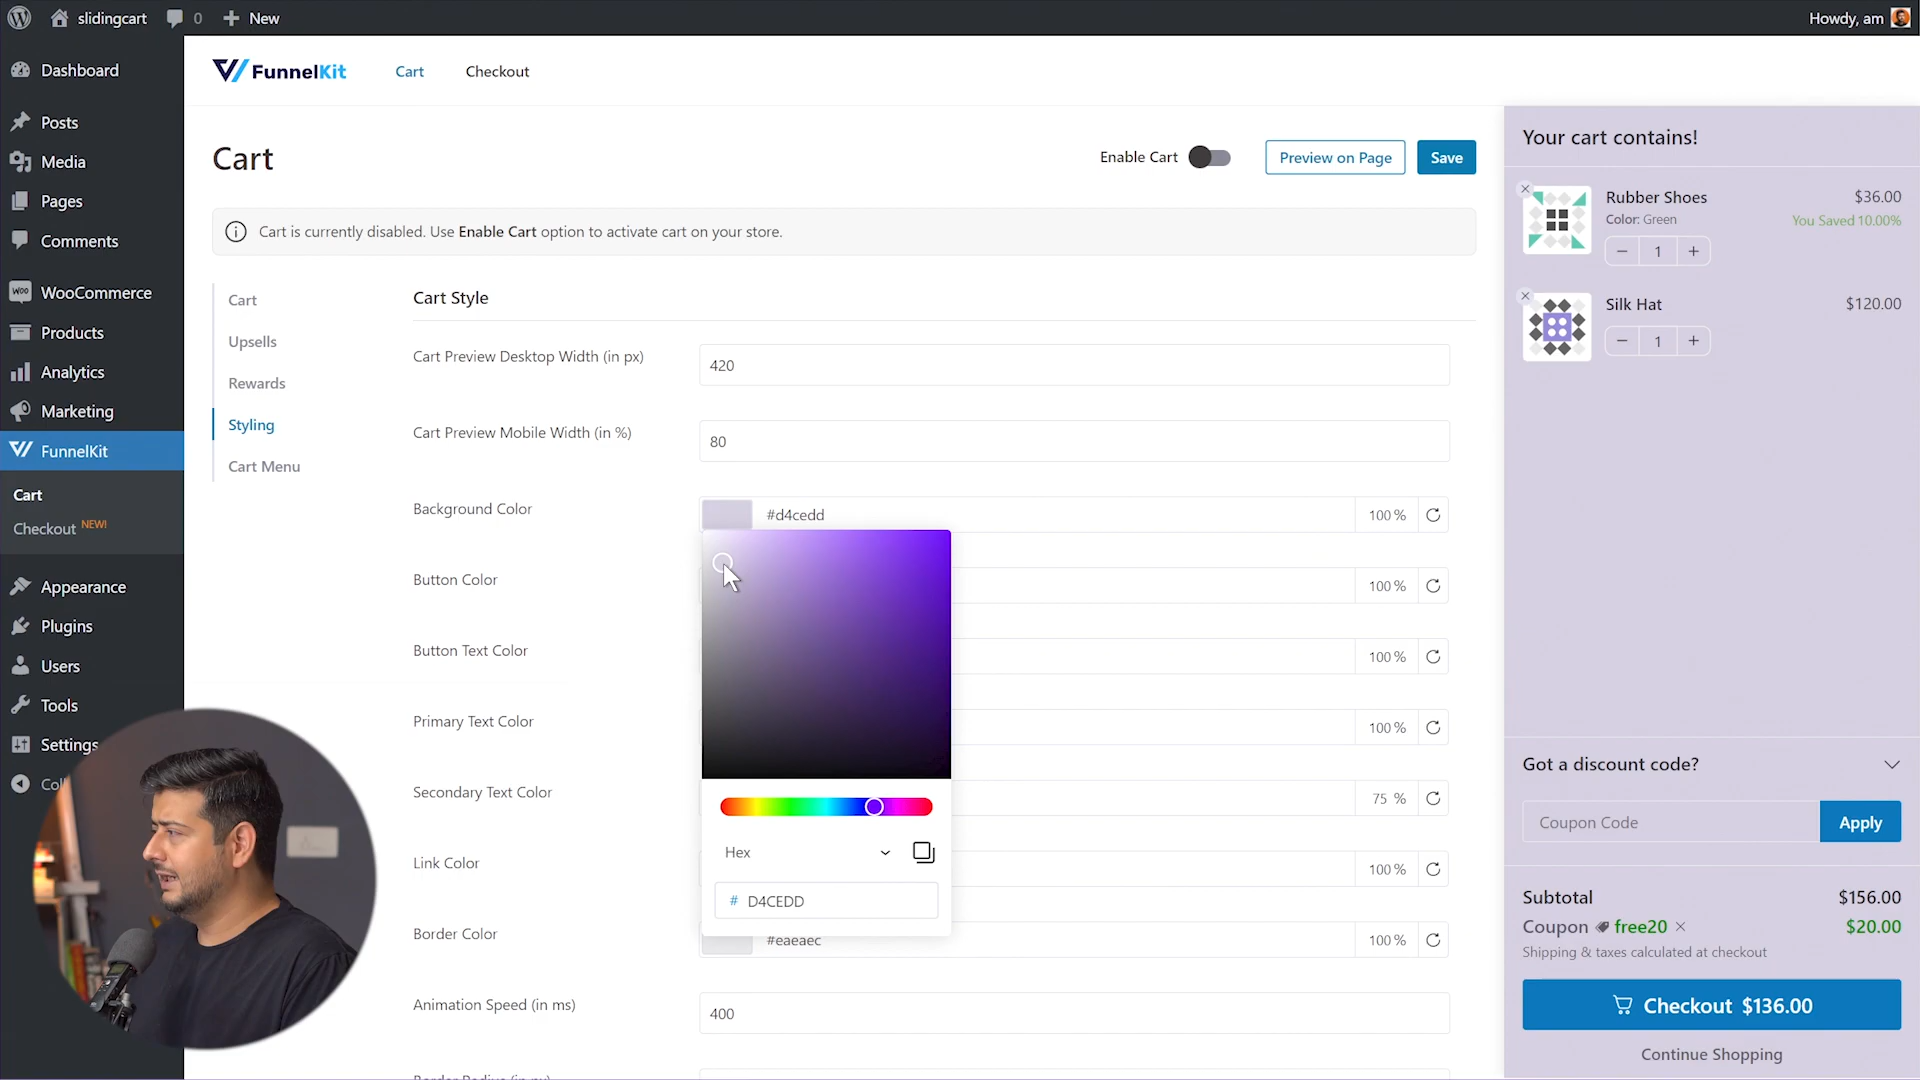 slidingcart
0
New
Howdy, am
Dashboard
Posts
Media
Pages
Comments
WOO WooCommerce
Products
Analytics
Marketing
FunnelKit
Cart
Checkout NEW!
Appearance
Plugins
Users
Tools
Settings
Col
FunnelKit
Cart
Checkout
Cart
Enable Cart
Preview on Page
Save
Cart is currently disabled. Use Enable Cart option to activate cart on your store.
Cart
Upsells
Rewards
Styling
Cart Menu
Cart Style
Cart Preview Desktop Width (in px)
420
Cart Preview Mobile Width (in %)
80
Background Color
#d4cedd
100 %
Button Color
100 %
Button Text Color
100 %
Primary Text Color
100 %
Secondary Text Color
75 %
Link Color
100 %
Hex
# D4CEDD
Border Color
#eaeaec
100 %
Animation Speed (in ms)
400
Border Radius (in px)
Your cart contains!
Rubber Shoes
$36.00
Color: Green
You Saved 10.00%
− 1 +
Silk Hat
$120.00
− 1 +
Got a discount code?
Coupon Code
Apply
Subtotal
$156.00
Coupon free20 ×
$20.00
Shipping & taxes calculated at checkout
Checkout $136.00
Continue Shopping